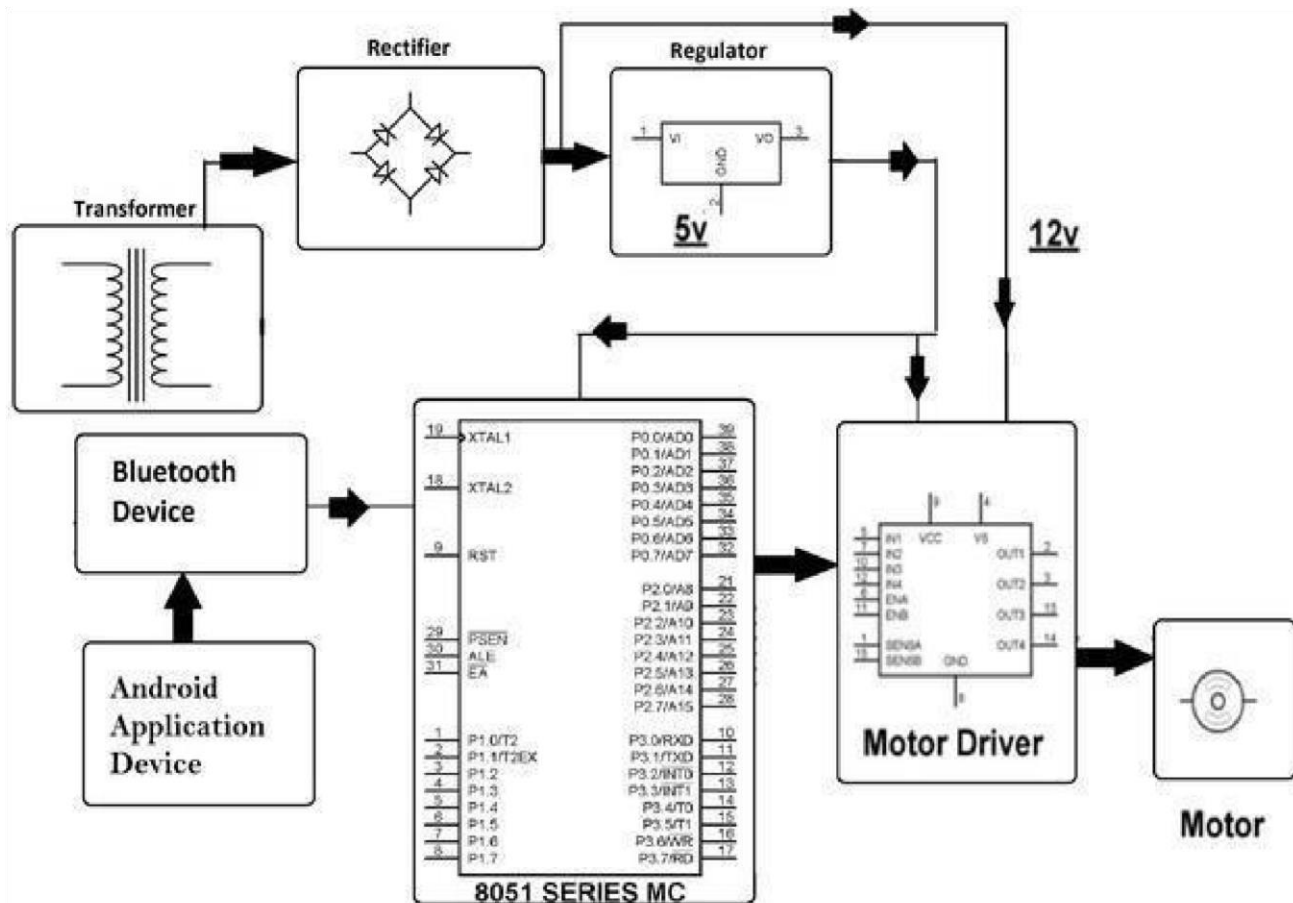 Rectifier
Regulator
1
VI
VO
3
GND
2
5v
12v
Transformer
Bluetooth
Device
Android
Application
Device
19
XTAL1
18
XTAL2
9
RST
29
PSEN
30
ALE
31
EA
1
P1.0/T2
2
P1.1/T2EX
3
P1.2
4
P1.3
5
P1.4
6
P1.5
7
P1.6
8
P1.7
P0.0/AD0
39
P0.1/AD1
38
P0.2/AD2
37
P0.3/AD3
36
P0.4/AD4
35
P0.5/AD5
34
P0.6/AD6
33
P0.7/AD7
32
P2.0/A8
21
P2.1/A9
22
P2.2/A10
23
P2.3/A11
24
P2.4/A12
25
P2.5/A13
26
P2.6/A14
27
P2.7/A15
28
P3.0/RXD
10
P3.1/TXD
11
P3.2/INT0
12
P3.3/INT1
13
P3.4/T0
14
P3.5/T1
15
P3.6/WR
16
P3.7/RD
17
8051 SERIES MC
9
4
VCC
VS
5
IN1
7
IN2
10
IN3
12
IN4
6
ENA
11
ENB
1
SENSA
15
SENSB
OUT1
2
OUT2
3
OUT3
13
OUT4
14
GND
8
Motor Driver
Motor